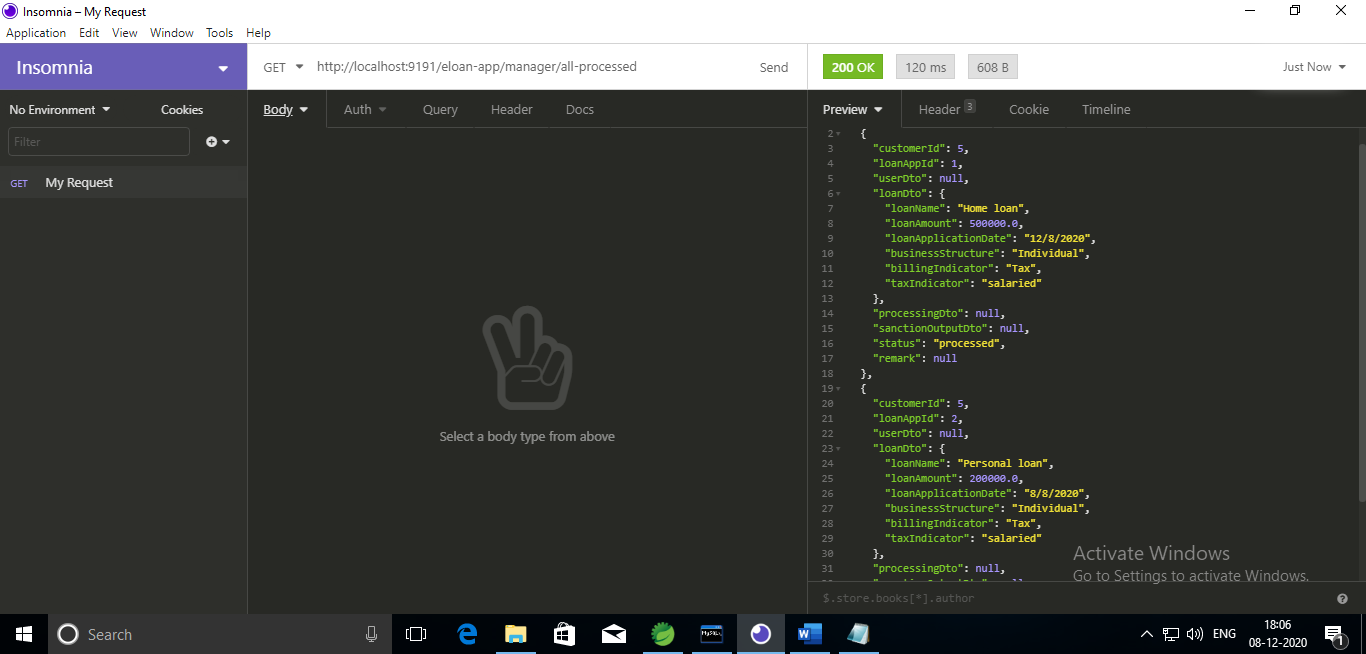 Insomnia – My Request
Application Edit View Window Tools Help
Insomnia
GET http://localhost:9191/eloan-app/manager/all-processed Send
200 OK 120 ms 608 B Just Now
No Environment Cookies
Body Auth Query Header Docs
Preview Header 3 Cookie Timeline
Filter
GET My Request
Select a body type from above
2 {
3 "customerId": 5,
4 "loanAppId": 1,
5 "userDto": null,
6 "loanDto": {
7 "loanName": "Home loan",
8 "loanAmount": 500000.0,
9 "loanApplicationDate": "12/8/2020",
10 "businessStructure": "Individual",
11 "billingIndicator": "Tax",
12 "taxIndicator": "salaried"
13 },
14 "processingDto": null,
15 "sanctionOutputDto": null,
16 "status": "processed",
17 "remark": null
18 },
19 {
20 "customerId": 5,
21 "loanAppId": 2,
22 "userDto": null,
23 "loanDto": {
24 "loanName": "Personal loan",
25 "loanAmount": 200000.0,
26 "loanApplicationDate": "8/8/2020",
27 "businessStructure": "Individual",
28 "billingIndicator": "Tax",
29 "taxIndicator": "salaried"
30 },
31 "processingDto": null,
Activate Windows
Go to Settings to activate Windows.
$.store.books[*].author
Search
MySQL
ENG
18:06
08-12-2020
1